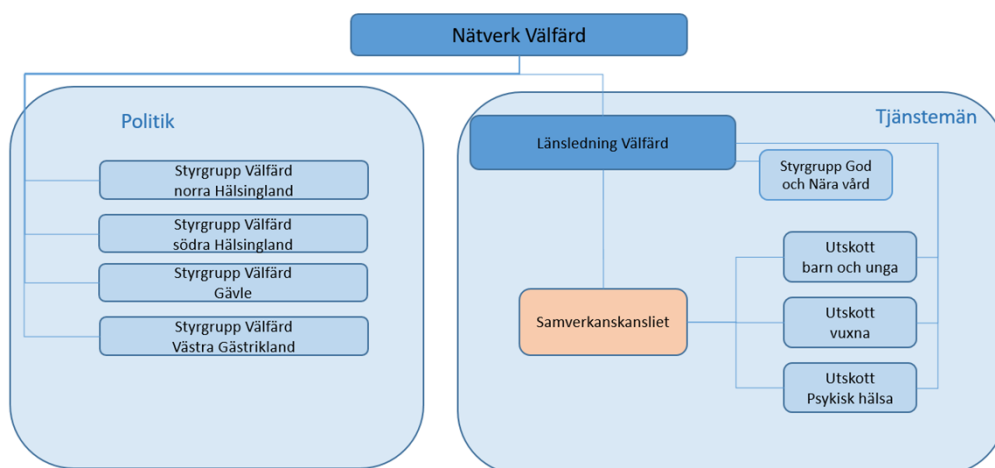 Nätverk Välfärd
Politik
Styrgrupp Välfärd
norra Hälsingland
Styrgrupp Välfärd
södra Hälsingland
Styrgrupp Välfärd
Gävle
Styrgrupp Välfärd
Västra Gästrikland
Tjänstemän
Länsledning Välfärd
Styrgrupp God
och Nära vård
Samverkanskansliet
Utskott
barn och unga
Utskott
vuxna
Utskott
Psykisk hälsa